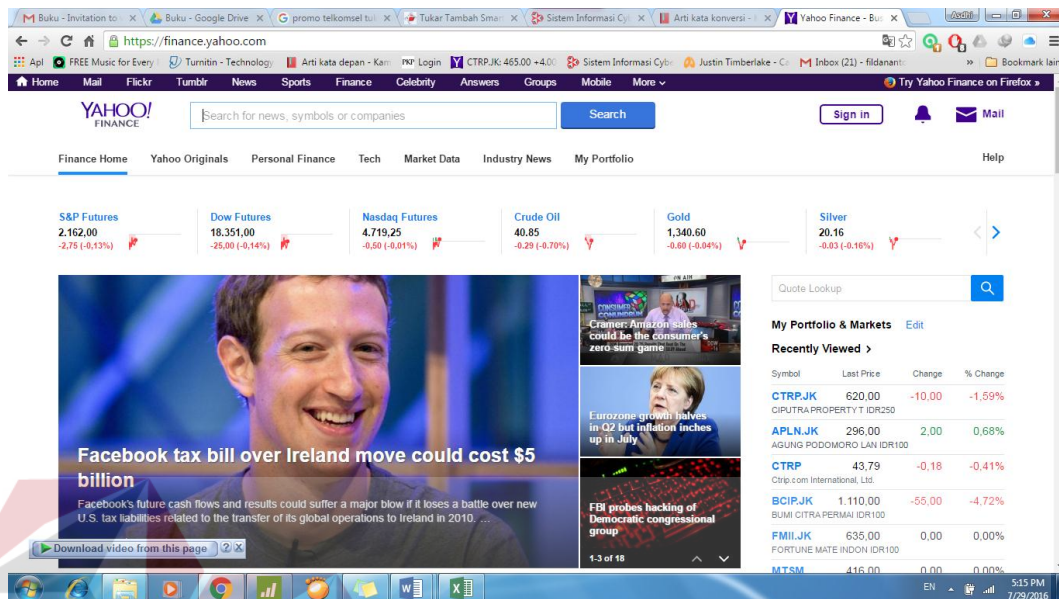 Buku - Invitation to
Buku - Google Drive
promo telkomsel tu
Tukar Tambah Smar
Sistem Informasi Cy
Arti kata konversi -
Yahoo Finance - Bus
https://finance.yahoo.com
Apl
FREE Music for Every
Turnitin - Technology
Arti kata depan - Kam
PKP Login
CTRP.JK: 465.00 +4.00
Sistem Informasi Cybe
Justin Timberlake - Ca
Inbox (21) - fildanant
»
Bookmark lain
Home Mail Flickr Tumblr News Sports Finance Celebrity Answers Groups Mobile More
Try Yahoo Finance on Firefox »
YAHOO!
FINANCE
Search for news, symbols or companies
Search
Sign in
Mail
Finance Home Yahoo Originals Personal Finance Tech Market Data Industry News My Portfolio Help
S&P Futures
2.162,00
-2,75 (-0,13%)
Dow Futures
18.351,00
-25,00 (-0,14%)
Nasdaq Futures
4.719,25
-0,50 (-0,01%)
Crude Oil
40.85
-0.29 (-0.70%)
Gold
1,340.60
-0.60 (-0.04%)
Silver
20.16
-0.03 (-0.16%)
Facebook tax bill over Ireland move could cost $5
billion
Facebook's future cash flows and results could suffer a major blow if it loses a battle over new
U.S. tax liabilities related to the transfer of its global operations to Ireland in 2010. ...
Download video from this page ? X
CONSUMER
CONUNDRUM
Cramer: Amazon sales
could be the consumer's
zero-sum game
Eurozone growth halves
in Q2 but inflation inches
up in July
FBI probes hacking of
Democratic congressional
group
1-3 of 18
Quote Lookup
My Portfolio & Markets Edit
Recently Viewed >
Symbol Last Price Change % Change
CTRP.JK 620,00 -10,00 -1,59%
CIPUTRA PROPERTY T IDR250
APLN.JK 296,00 2,00 0,68%
AGUNG PODOMORO LAN IDR100
CTRP 43,79 -0,18 -0,41%
Ctrip.com International, Ltd.
BCIP.JK 1.110,00 -55,00 -4,72%
BUMI CITRA PERMAI IDR100
FMII.JK 635,00 0,00 0,00%
FORTUNE MATE INDON IDR100
MTSM 416,00 0,00 0,00%
EN
5:15 PM
7/29/2016